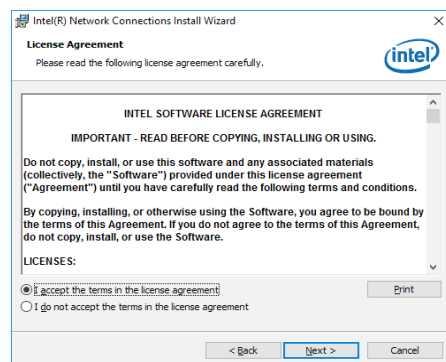 Intel(R) Network Connections Install Wizard
License Agreement
Please read the following license agreement carefully.
intel
INTEL SOFTWARE LICENSE AGREEMENT
IMPORTANT - READ BEFORE COPYING, INSTALLING OR USING.
Do not copy, install, or use this software and any associated materials
(collectively, the "Software") provided under this license agreement
("Agreement") until you have carefully read the following terms and conditions.
By copying, installing, or otherwise using the Software, you agree to be bound by
the terms of this Agreement. If you do not agree to the terms of this Agreement,
do not copy, install, or use the Software.
LICENSES:
I accept the terms in the license agreement
Print
I do not accept the terms in the license agreement
< Back
Next >
Cancel